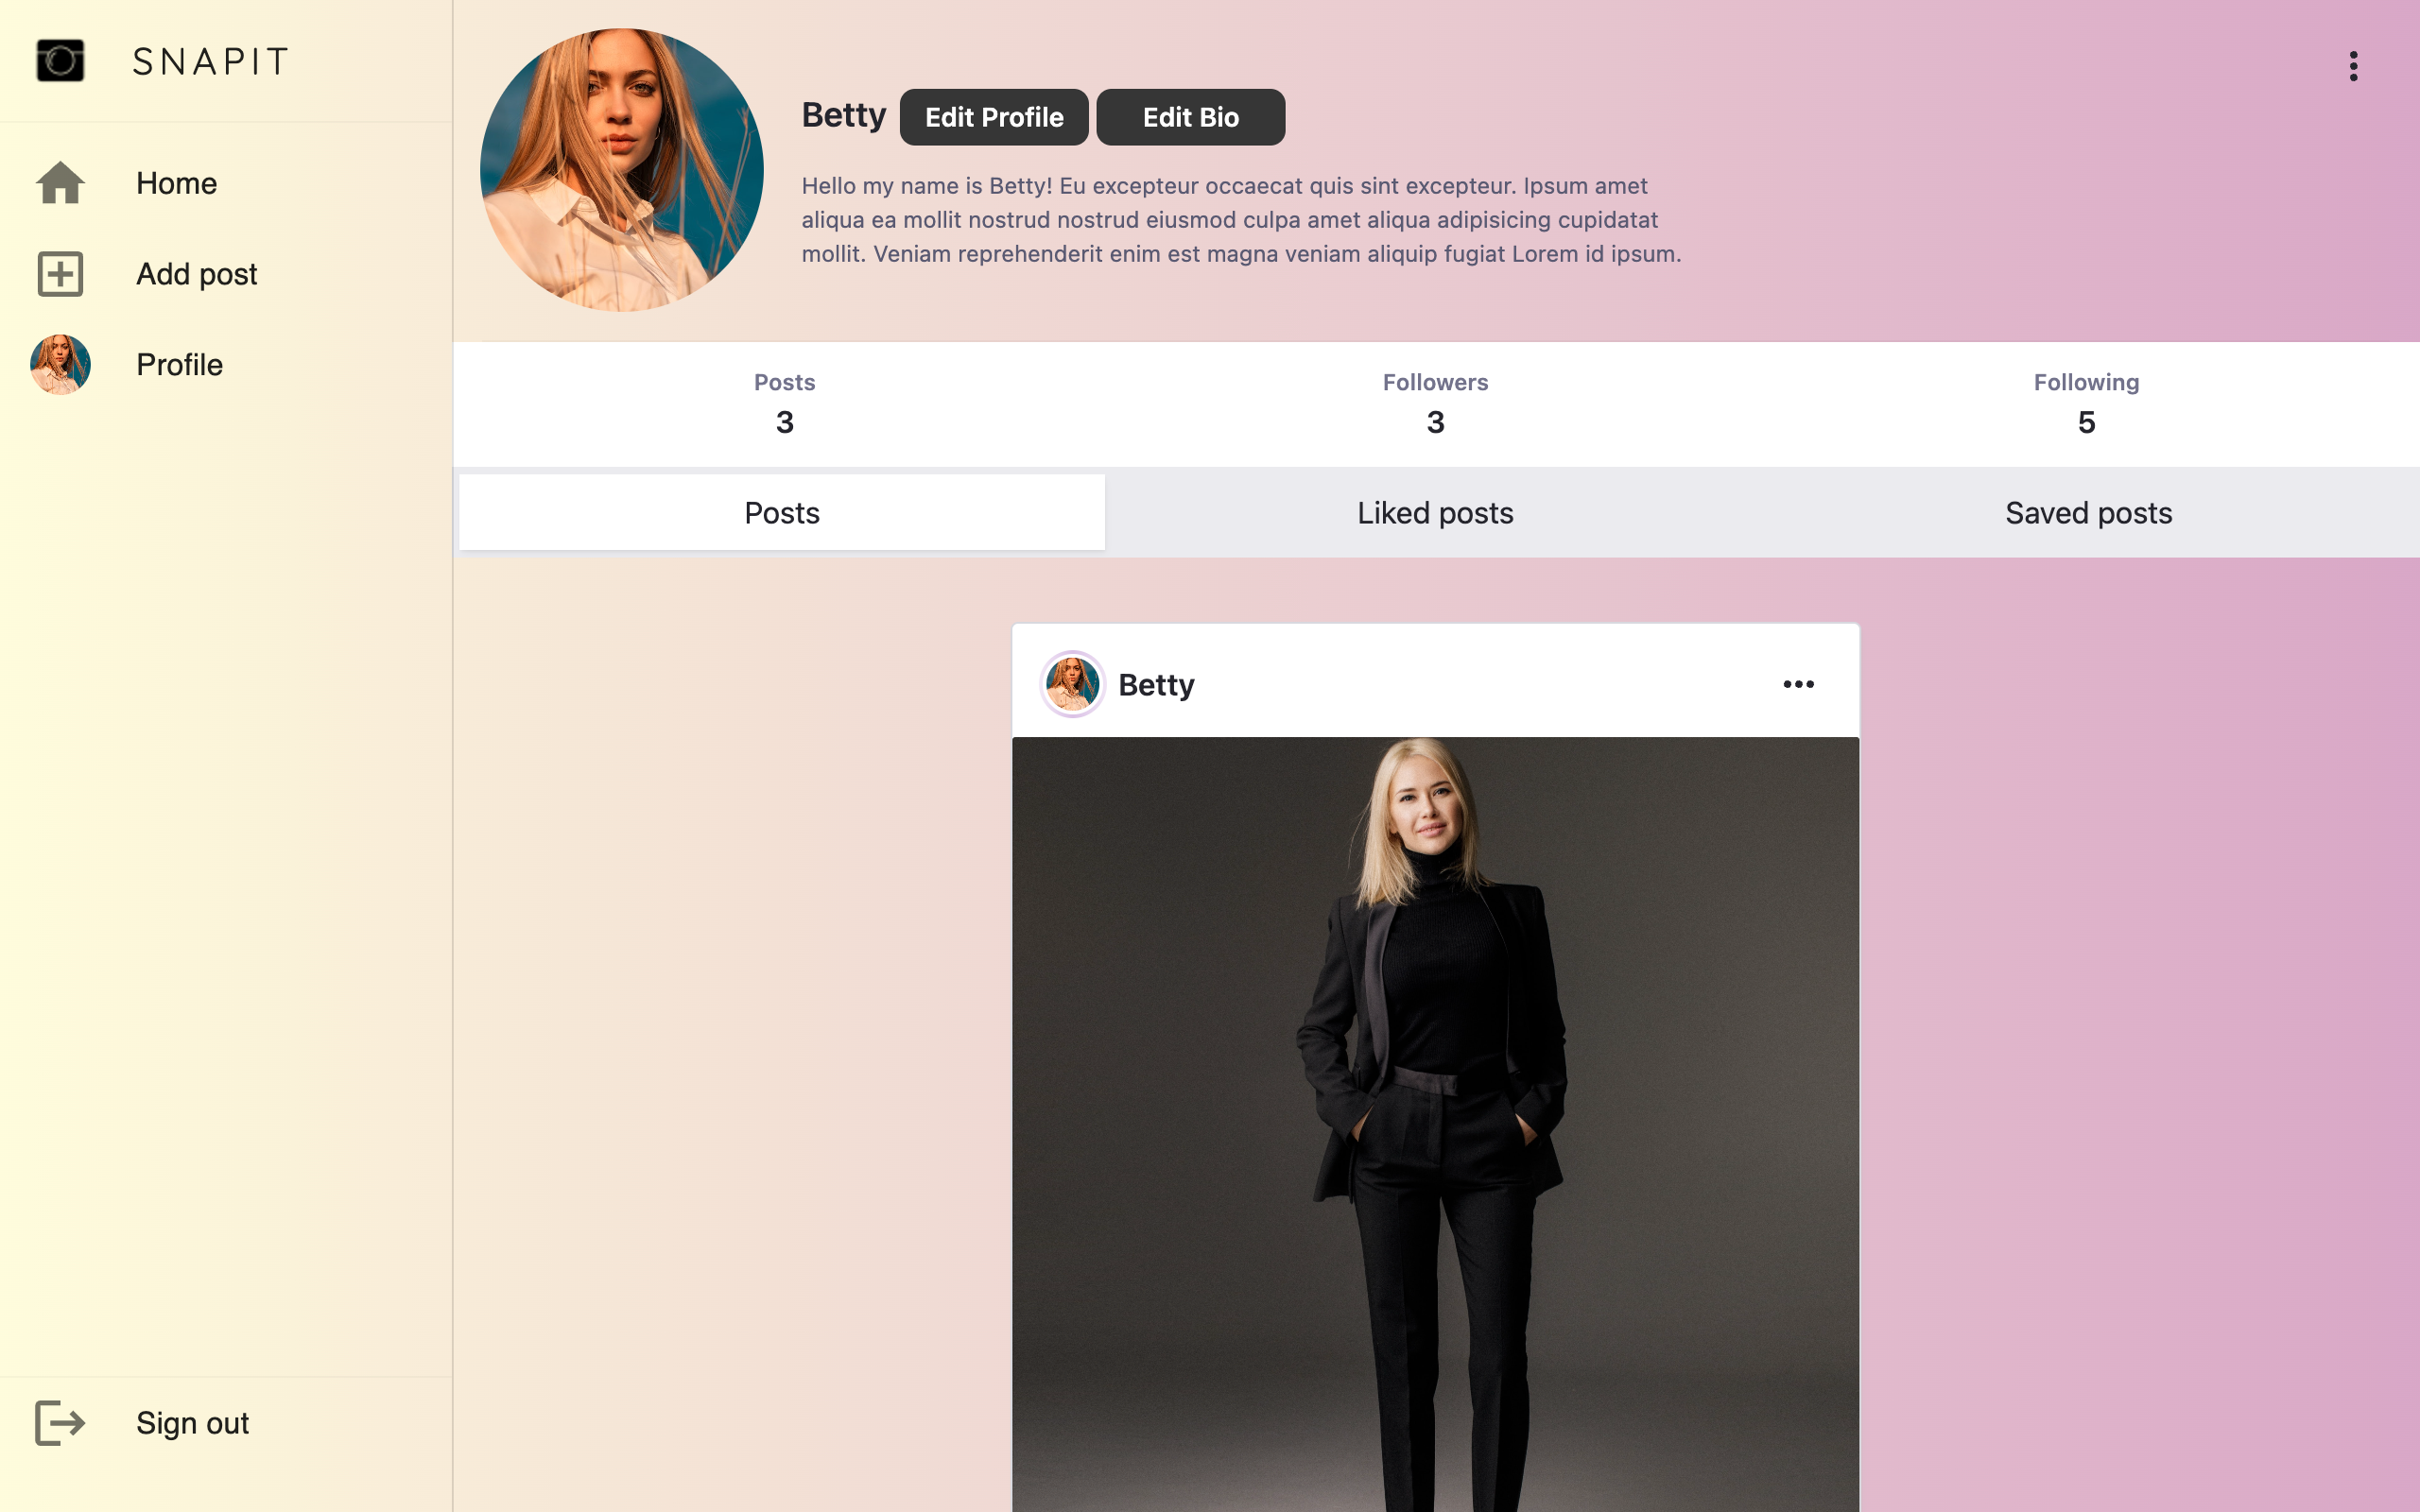 SNAPIT
Home
Add post
Profile
Sign out
Betty
Edit Profile
Edit Bio
Hello my name is Betty! Eu excepteur occaecat quis sint excepteur. Ipsum amet
aliqua ea mollit nostrud nostrud eiusmod culpa amet aliqua adipisicing cupidatat
mollit. Veniam reprehenderit enim est magna veniam aliquip fugiat Lorem id ipsum.
Posts
3
Followers
3
Following
5
Posts
Liked posts
Saved posts
Betty